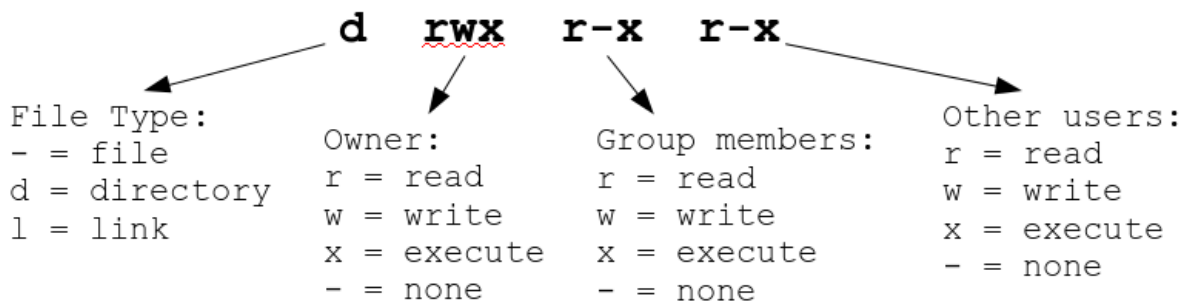 d rwx r-x r-x
File Type:
- = file
d = directory
l = link
Owner:
r = read
w = write
x = execute
- = none
Group members:
r = read
w = write
x = execute
- = none
Other users:
r = read
w = write
x = execute
- = none